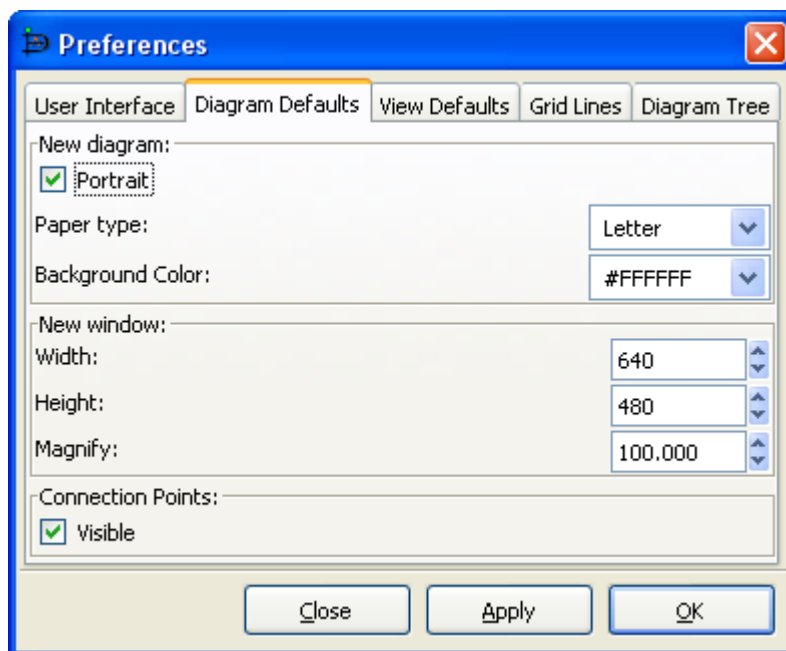 Preferences
User Interface Diagram Defaults View Defaults Grid Lines Diagram Tree
New diagram:
Portrait
Paper type: Letter
Background Color: #FFFFFF
New window:
Width: 640
Height: 480
Magnify: 100.000
Connection Points:
Visible
Close Apply OK